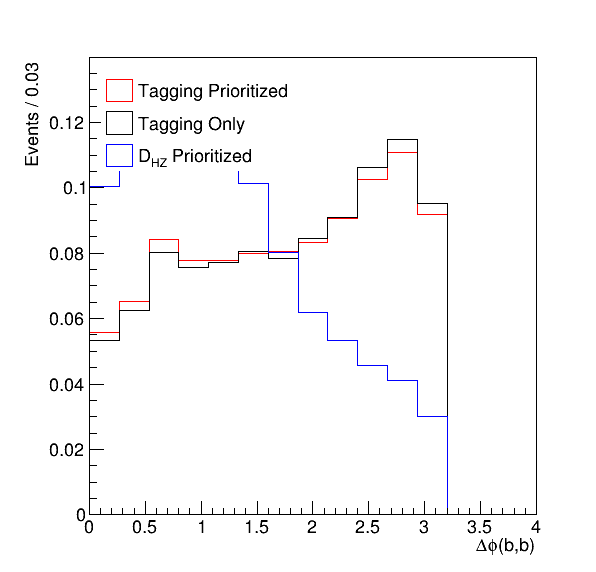 Events / 0.03
Tagging Prioritized
Tagging Only
D_HZ Prioritized
0.12
0.1
0.08
0.06
0.04
0.02
0
0 0.5 1 1.5 2 2.5 3 3.5 4
Δϕ(b,b)